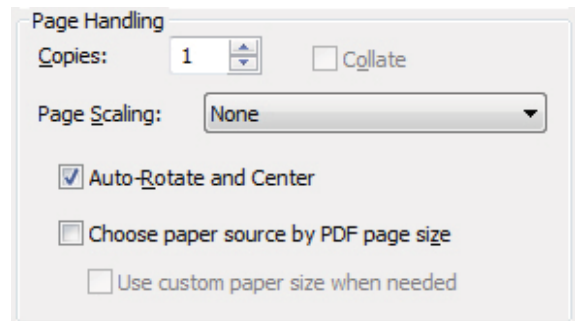 Page Handling
Copies: 1 Collate
Page Scaling: None
Auto-Rotate and Center
Choose paper source by PDF page size
Use custom paper size when needed